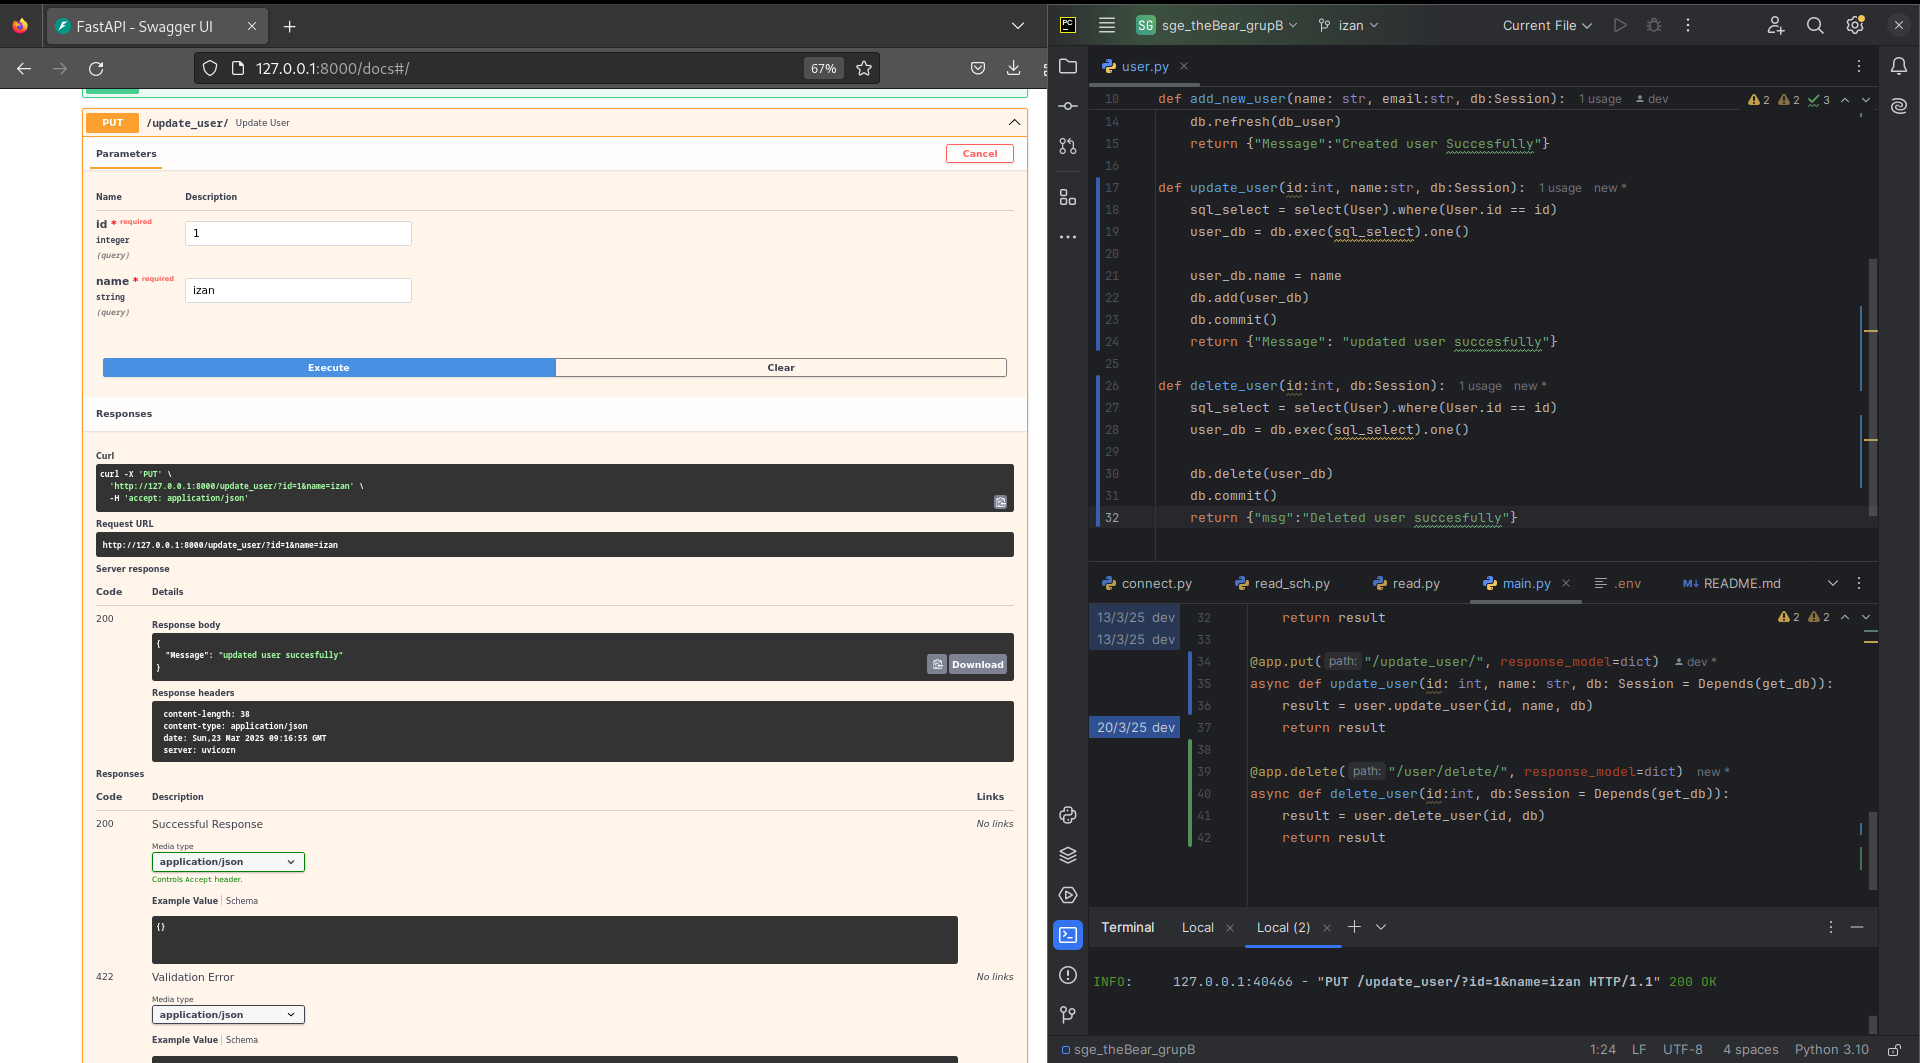 FastAPI - Swagger UI
127.0.0.1:8000/docs#/
67%
PUT /update_user/ Update User
Parameters
Cancel
Name Description
id * required
integer
(query)
1
name * required
string
(query)
izan
Execute Clear
Responses
Curl
curl -X 'PUT' \
'http://127.0.0.1:8000/update_user/?id=1&name=izan' \
-H 'accept: application/json'
Request URL
http://127.0.0.1:8000/update_user/?id=1&name=izan
Server response
Code Details
200
Response body
{
"Message": "updated user succesfully"
}
Download
Response headers
content-length: 38
content-type: application/json
date: Sun,23 Mar 2025 09:16:55 GMT
server: uvicorn
Responses
Code Description Links
200 Successful Response No links
Media type
application/json
Controls Accept header.
Example Value Schema
{}
422 Validation Error No links
Media type
application/json
Example Value Schema
PC SG sge_theBear_grupB izan Current File
user.py
10 def add_new_user(name: str, email:str, db:Session): 1 usage dev
2 2 3
14 db.refresh(db_user)
15 return {"Message":"Created user Succesfully"}
16
17 def update_user(id:int, name:str, db:Session): 1 usage new *
18 sql_select = select(User).where(User.id == id)
19 user_db = db.exec(sql_select).one()
20
21 user_db.name = name
22 db.add(user_db)
23 db.commit()
24 return {"Message": "updated user succesfully"}
25
26 def delete_user(id:int, db:Session): 1 usage new *
27 sql_select = select(User).where(User.id == id)
28 user_db = db.exec(sql_select).one()
29
30 db.delete(user_db)
31 db.commit()
32 return {"msg":"Deleted user succesfully"}
connect.py read_sch.py read.py main.py .env M↓ README.md
13/3/25 dev 32 return result
2 2
13/3/25 dev 33
34 @app.put( path: "/update_user/", response_model=dict) dev *
35 async def update_user(id: int, name: str, db: Session = Depends(get_db)):
36 result = user.update_user(id, name, db)
20/3/25 dev 37 return result
38
39 @app.delete( path: "/user/delete/", response_model=dict) new *
40 async def delete_user(id:int, db:Session = Depends(get_db)):
41 result = user.delete_user(id, db)
42 return result
Terminal Local Local (2)
INFO: 127.0.0.1:40466 - "PUT /update_user/?id=1&name=izan HTTP/1.1" 200 OK
sge_theBear_grupB 1:24 LF UTF-8 4 spaces Python 3.10